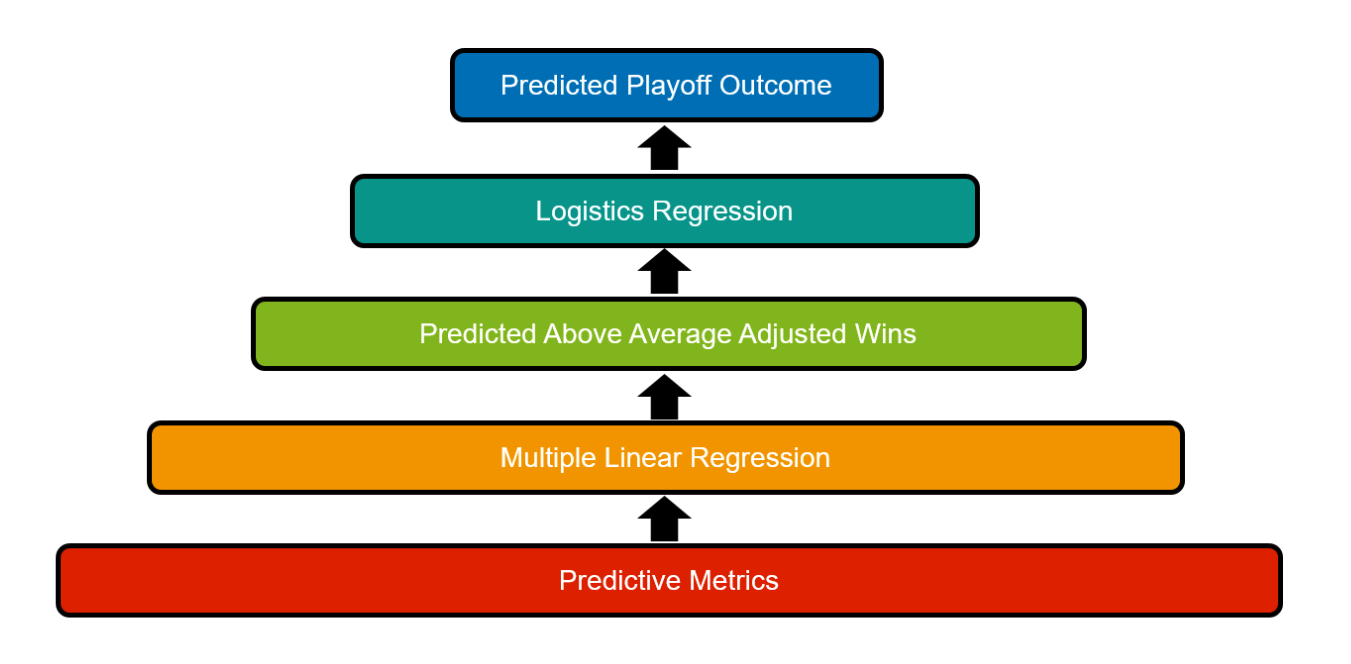 Predicted Playoff Outcome
Logistics Regression
Predicted Above Average Adjusted Wins
Multiple Linear Regression
Predictive Metrics